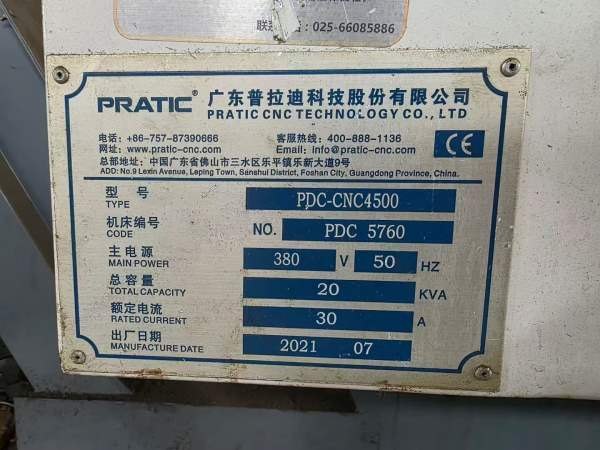 025-66085886
PRATIC® 广东普拉迪科技股份有限公司
PRATIC CNC TECHNOLOGY CO., LTD
电话: +86-757-87390666 客服热线: 400-888-1136
网址: www.pratic-cnc.com Email: info@pratic-cnc.com
CE
总部地址: 中国广东省佛山市三水区乐平镇乐新大道9号
ADD: No.9 Lexin Avenue, Leping Town, Sanshui District, Foshan City, Guangdong Province, China.
型号 PDC-CNC4500
TYPE
机床编号 NO. PDC 5760
CODE
主电源 380 V 50 HZ
MAIN POWER
总容量 20 KVA
TOTAL CAPACITY
额定电流 30 A
RATED CURRENT
出厂日期 2021 07
MANUFACTURE DATE